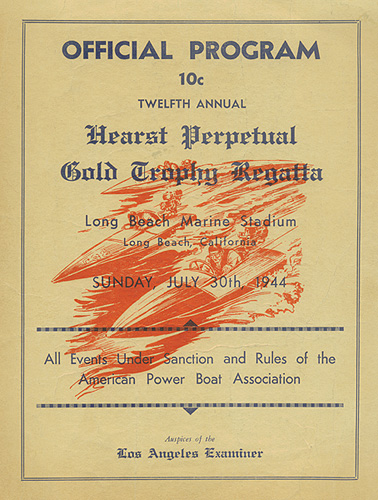 OFFICIAL PROGRAM
10c
TWELFTH ANNUAL
Hearst Perpetual
Gold Trophy Regatta
Long Beach Marine Stadium
Long Beach, California
SUNDAY, JULY 30th, 1944
All Events Under Sanction and Rules of the
American Power Boat Association
Auspices of the
Los Angeles Examiner